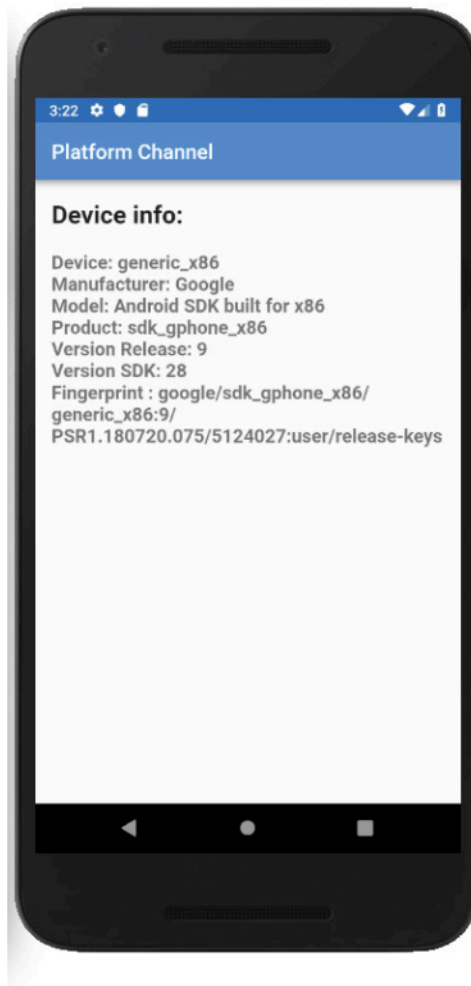 3:22
Platform Channel
Device info:
Device: generic_x86
Manufacturer: Google
Model: Android SDK built for x86
Product: sdk_gphone_x86
Version Release: 9
Version SDK: 28
Fingerprint : google/sdk_gphone_x86/
generic_x86:9/
PSR1.180720.075/5124027:user/release-keys